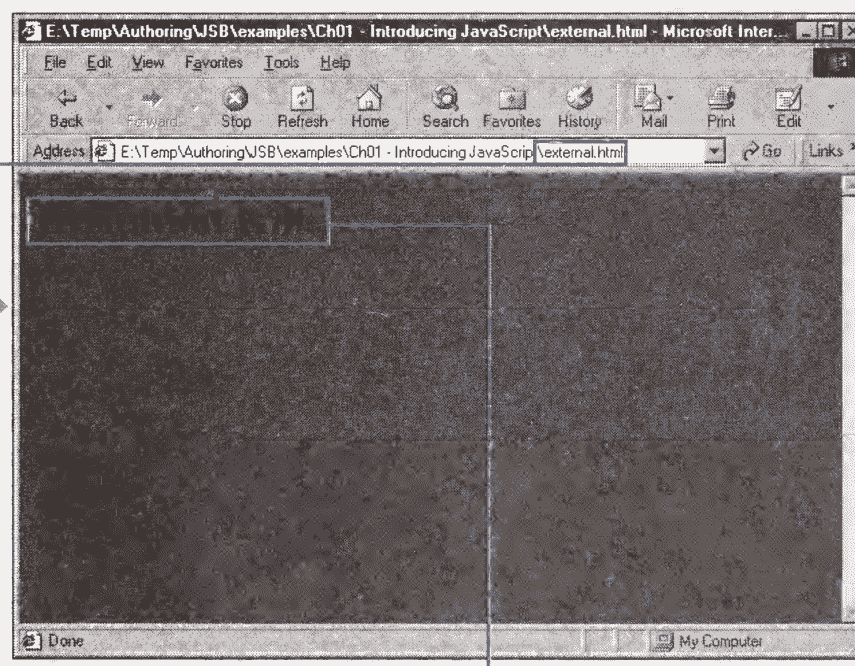 E:\Temp\Authoring\JSB\examples\Ch01 - Introducing JavaScript\external.html - Microsoft Inter...
File Edit View Favorites Tools Help
Back Forward Stop Refresh Home Search Favorites History Mail Print Edit
Address E:\Temp\Authoring\JSB\examples\Ch01 - Introducing JavaScrip\external.html Go Links »
Done My Computer